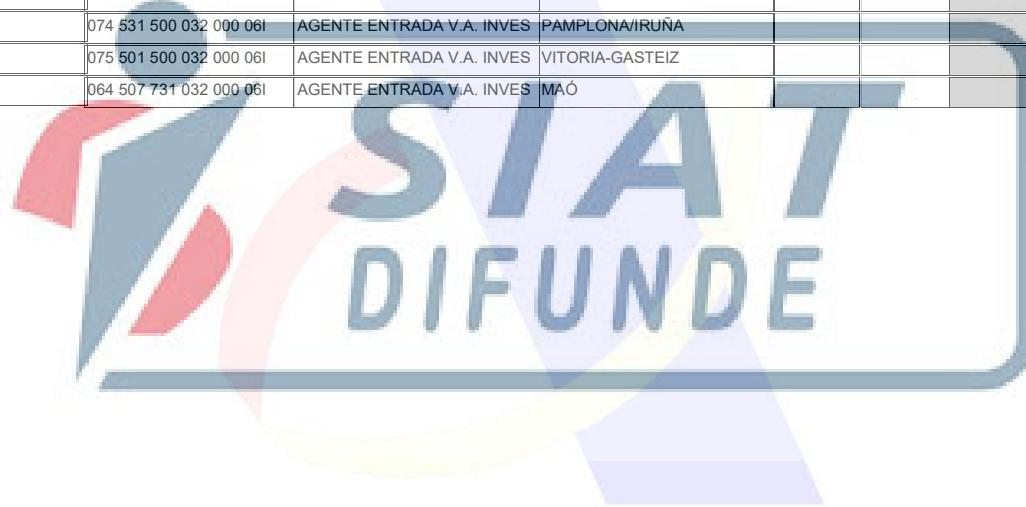 074 531 500 032 000 06I AGENTE ENTRADA V.A. INVES PAMPLONA/IRUÑA
075 501 500 032 000 06I AGENTE ENTRADA V.A. INVES VITORIA-GASTEIZ
064 507 731 032 000 06I AGENTE ENTRADA V.A. INVES MAÓ
SIAT
DIFUNDE